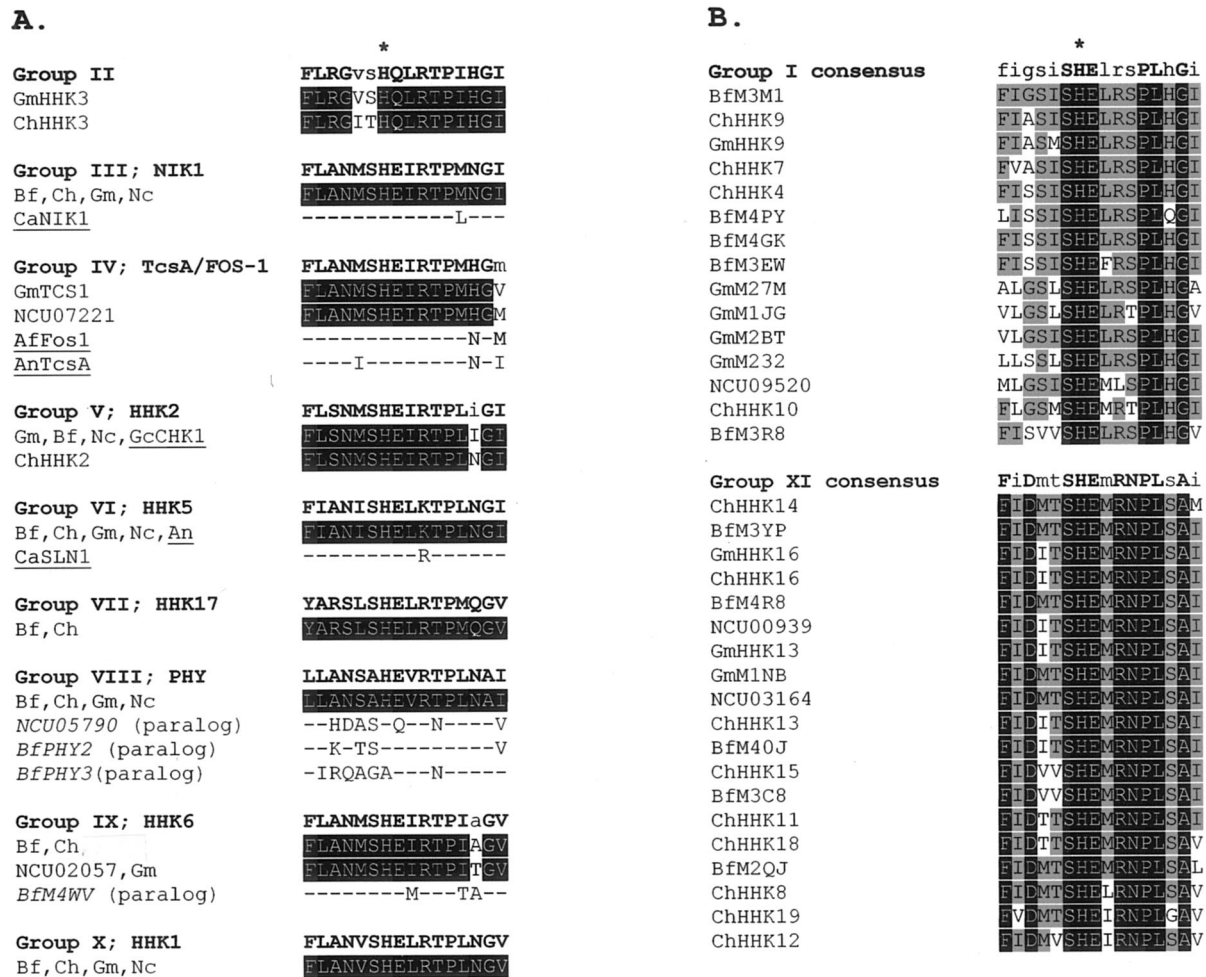 A.
*
Group II FLRGvsHQLRTPIHGI
GmHHK3 FLRGVSHQLRTPIHGI
ChHHK3 FLRGITHQLRTPIHGI
Group III; NIK1 FLANMSHEIRTPMNGI
Bf,Ch,Gm,Nc FLANMSHEIRTPMNGI
CaNIK1 ------------L---
Group IV; TcsA/FOS-1 FLANMSHEIRTPMHGm
GmTCS1 FLANMSHEIRTPMHGV
NCU07221 FLANMSHEIRTPMHGM
AfFos1 -------------N-M
AnTcsA ----I--------N-I
Group V; HHK2 FLSNMSHEIRTPLiGI
Gm,Bf,Nc,GcCHK1 FLSNMSHEIRTPLIGI
ChHHK2 FLSNMSHEIRTPLNGI
Group VI; HHK5 FIANISHELKTPLNGI
Bf,Ch,Gm,Nc,An FIANISHELKTPLNGI
CaSLN1 ---------R------
Group VII; HHK17 YARSLSHELRTPMQGV
Bf,Ch YARSLSHELRTPMQGV
Group VIII; PHY LLANSAHEVRTPLNAI
Bf,Ch,Gm,Nc LLANSAHEVRTPLNAI
NCU05790 (paralog) --HDAS-Q--N----V
BfPHY2 (paralog) --K-TS---------V
BfPHY3(paralog) -IRQAGA---N-----
Group IX; HHK6 FLANMSHEIRTPIaGV
Bf,Ch FLANMSHEIRTPIAGV
NCU02057,Gm FLANMSHEIRTPITGV
BfM4WV (paralog) --------M---TA--
Group X; HHK1 FLANVSHELRTPLNGV
Bf,Ch,Gm,Nc FLANVSHELRTPLNGV
B.
*
Group I consensus figsiSHElrsPLhGi
BfM3M1 FIGSISHELRSPLHGI
ChHHK9 FIASISHELRSPLHGI
GmHHK9 FIASMSHELRSPLHGI
ChHHK7 FVASISHELRSPLHGI
ChHHK4 FISSISHELRSPLHGI
BfM4PY LISSISHELRSPLQGI
BfM4GK FISSISHELRSPLHGI
BfM3EW FISSISHEFRSPLHGI
GmM27M ALGSLSHELRSPLHGA
GmM1JG VLGSLSHELRTPLHGV
GmM2BT VLGSISHELRSPLHGI
GmM232 LLSSLSHELRSPLHGI
NCU09520 MLGSISHEMLSPLHGI
ChHHK10 FLGSMSHEMRTPLHGI
BfM3R8 FISVVSHELRSPLHGV
Group XI consensus FiDmtSHEmRNPLsAi
ChHHK14 FIDMTSHEMRNPLSAM
BfM3YP FIDMTSHEMRNPLSAI
GmHHK16 FIDITSHEMRNPLSAI
ChHHK16 FIDITSHEMRNPLSAI
BfM4R8 FIDMTSHEMRNPLSAI
NCU00939 FIDITSHEMRNPLSAI
GmHHK13 FIDITSHEMRNPLSAI
GmM1NB FIDMTSHEMRNPLSAI
NCU03164 FIDMTSHEMRNPLSAI
ChHHK13 FIDITSHEMRNPLSAI
BfM40J FIDITSHEMRNPLSAI
ChHHK15 FIDVVSHEMRNPLSAI
BfM3C8 FIDVVSHEMRNPLSAI
ChHHK11 FIDTTSHEMRNPLSAI
ChHHK18 FIDTTSHEMRNPLSAV
BfM2QJ FIDMTSHEMRNPLSAL
ChHHK8 FIDMTSHELRNPLSAV
ChHHK19 FVDMTSHEIRNPLGAV
ChHHK12 FIDMVSHEIRNPLSAV